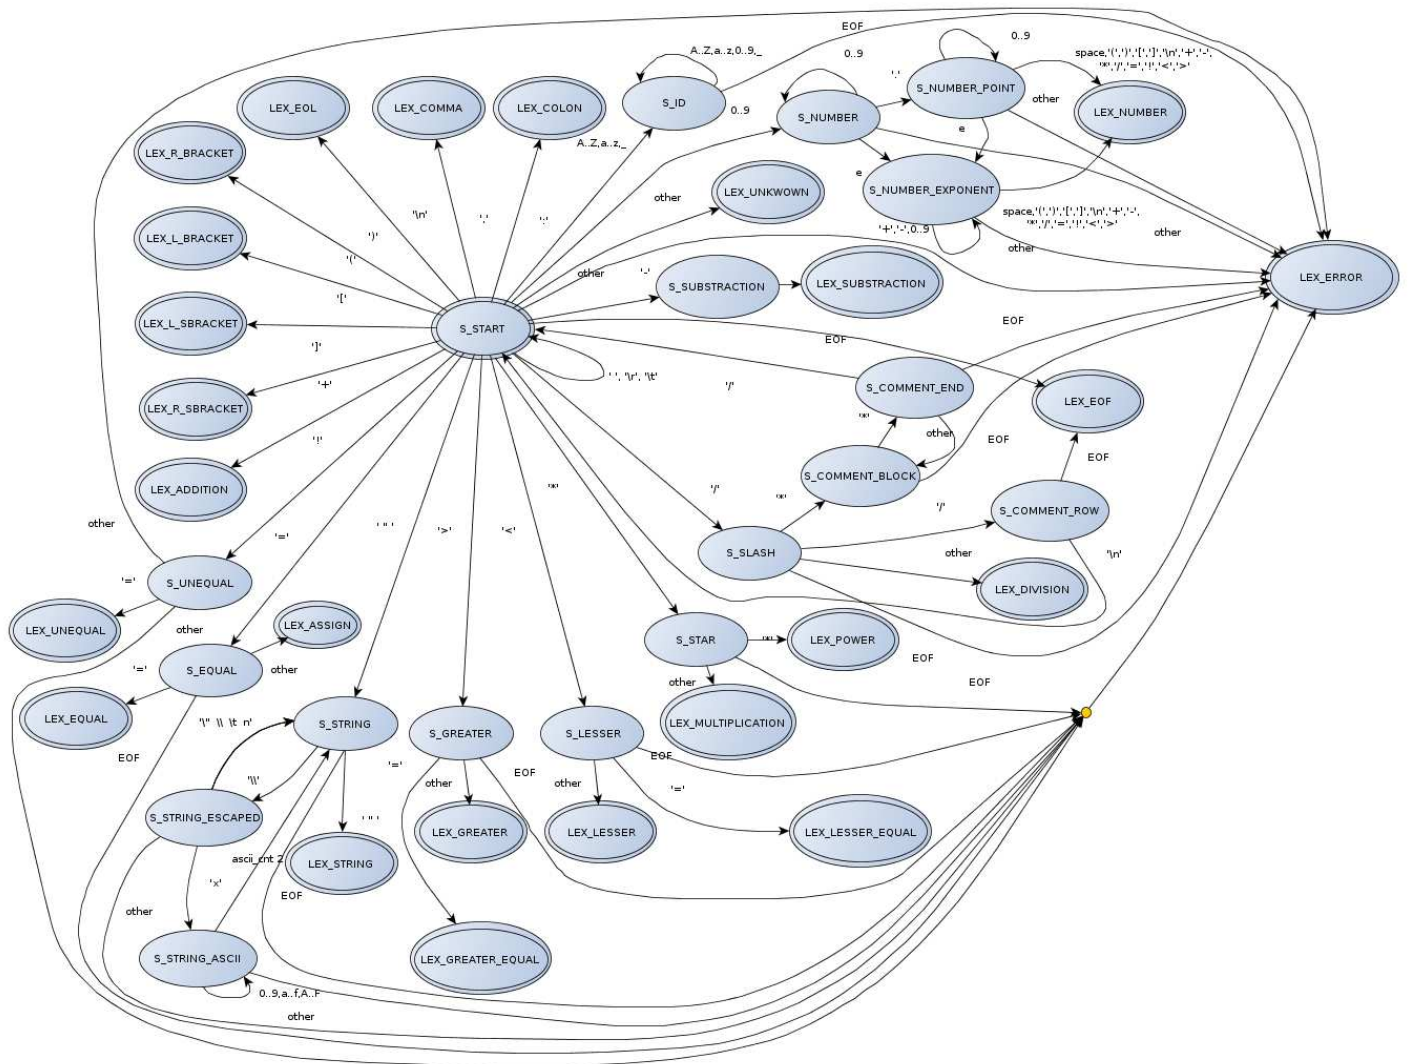 EOF
A..Z,a..z,0..9,_
0..9
0..9
space,'(',')','[',']','\n','+','-',
'*','/','=','!','<','>'
'.'
LEX_EOL
LEX_COMMA
LEX_COLON
S_ID
0..9
S_NUMBER
S_NUMBER_POINT
other
LEX_NUMBER
e
A..Z,a..z,_
LEX_R_BRACKET
e
LEX_UNKWOWN
S_NUMBER_EXPONENT
other
'\n'
','
':'
space,'(',')','[',']','\n','+','-',
'*','/','=','!','<','>'
'+','-',0..9
other
other
LEX_L_BRACKET
')'
'('
other
'-'
S_SUBSTRACTION
LEX_SUBSTRACTION
LEX_ERROR
'['
LEX_L_SBRACKET
S_START
EOF
EOF
']'
'+'
' ', '\r', '\t'
'/'
S_COMMENT_END
LEX_EOF
LEX_R_SBRACKET
'*'
other
'!'
EOF
EOF
LEX_ADDITION
'*'
'/'
'*'
S_COMMENT_BLOCK
'/'
S_COMMENT_ROW
other
'='
' " '
'>'
'<'
S_SLASH
other
'\n'
S_UNEQUAL
'='
LEX_DIVISION
LEX_UNEQUAL
other
LEX_ASSIGN
S_STAR
'*'
LEX_POWER
'='
S_EQUAL
other
EOF
other
EOF
LEX_EQUAL
'\" \\ \t n'
S_STRING
S_GREATER
S_LESSER
LEX_MULTIPLICATION
EOF
'\\'
'='
other
EOF
other
EOF
'='
S_STRING_ESCAPED
' " '
LEX_GREATER
LEX_LESSER
LEX_LESSER_EQUAL
ascii_cnt 2
LEX_STRING
'x'
EOF
other
S_STRING_ASCII
LEX_GREATER_EQUAL
0..9,a..f,A..F
other